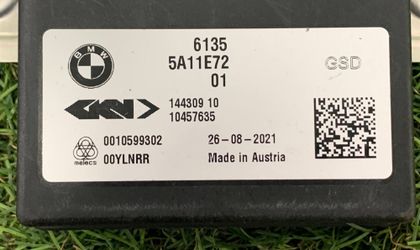 BMW
6135
5A11E72
01
GSD
GKN
144309 10
10457635
melecs
0010599302
00YLNRR
26-08-2021
Made in Austria